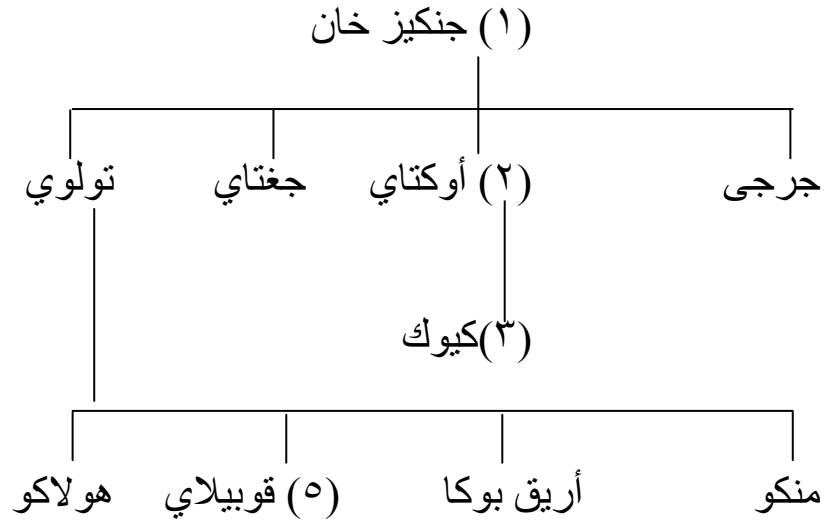 (١) جنكيز خان
جرجى (٢) أوكتاي جغتاي تولوي
(٣)كيوك
منكو أريق بوكا (٥) قوبيلاي هولاكو